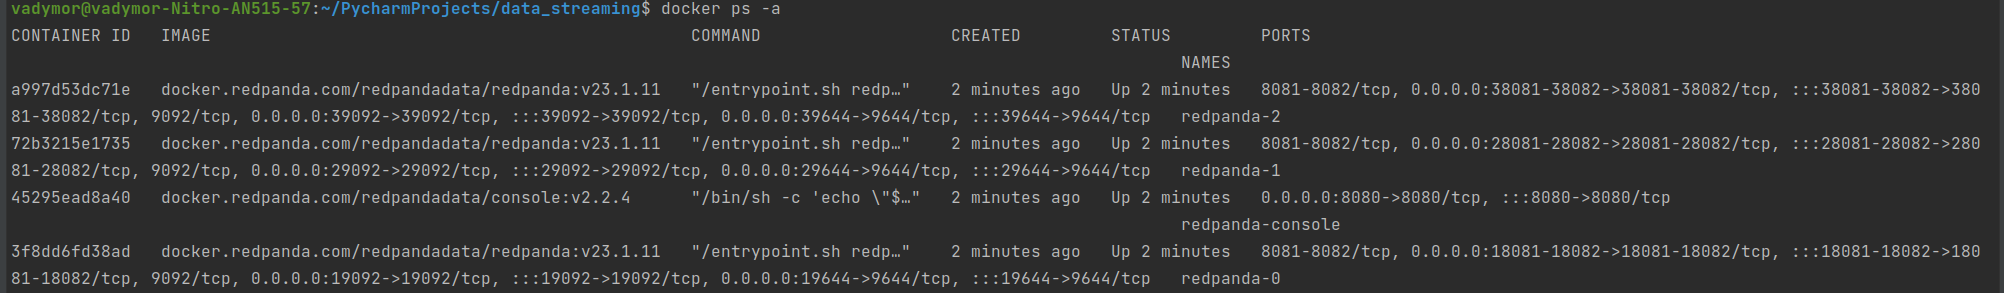 vadymor@vadymor-Nitro-AN515-57:~/PycharmProjects/data_streaming$ docker ps -a
CONTAINER ID   IMAGE                                                COMMAND                   CREATED         STATUS         PORTS
NAMES
a997d53dc71e   docker.redpanda.com/redpandadata/redpanda:v23.1.11   "/entrypoint.sh redp…"    2 minutes ago   Up 2 minutes   8081-8082/tcp, 0.0.0.0:38081-38082->38081-38082/tcp, :::38081-38082->380
81-38082/tcp, 9092/tcp, 0.0.0.0:39092->39092/tcp, :::39092->39092/tcp, 0.0.0.0:39644->9644/tcp, :::39644->9644/tcp   redpanda-2
72b3215e1735   docker.redpanda.com/redpandadata/redpanda:v23.1.11   "/entrypoint.sh redp…"    2 minutes ago   Up 2 minutes   8081-8082/tcp, 0.0.0.0:28081-28082->28081-28082/tcp, :::28081-28082->280
81-28082/tcp, 9092/tcp, 0.0.0.0:29092->29092/tcp, :::29092->29092/tcp, 0.0.0.0:29644->9644/tcp, :::29644->9644/tcp   redpanda-1
45295ead8a40   docker.redpanda.com/redpandadata/console:v2.2.4      "/bin/sh -c 'echo \"$…"   2 minutes ago   Up 2 minutes   0.0.0.0:8080->8080/tcp, :::8080->8080/tcp
redpanda-console
3f8dd6fd38ad   docker.redpanda.com/redpandadata/redpanda:v23.1.11   "/entrypoint.sh redp…"    2 minutes ago   Up 2 minutes   8081-8082/tcp, 0.0.0.0:18081-18082->18081-18082/tcp, :::18081-18082->180
81-18082/tcp, 9092/tcp, 0.0.0.0:19092->19092/tcp, :::19092->19092/tcp, 0.0.0.0:19644->9644/tcp, :::19644->9644/tcp   redpanda-0